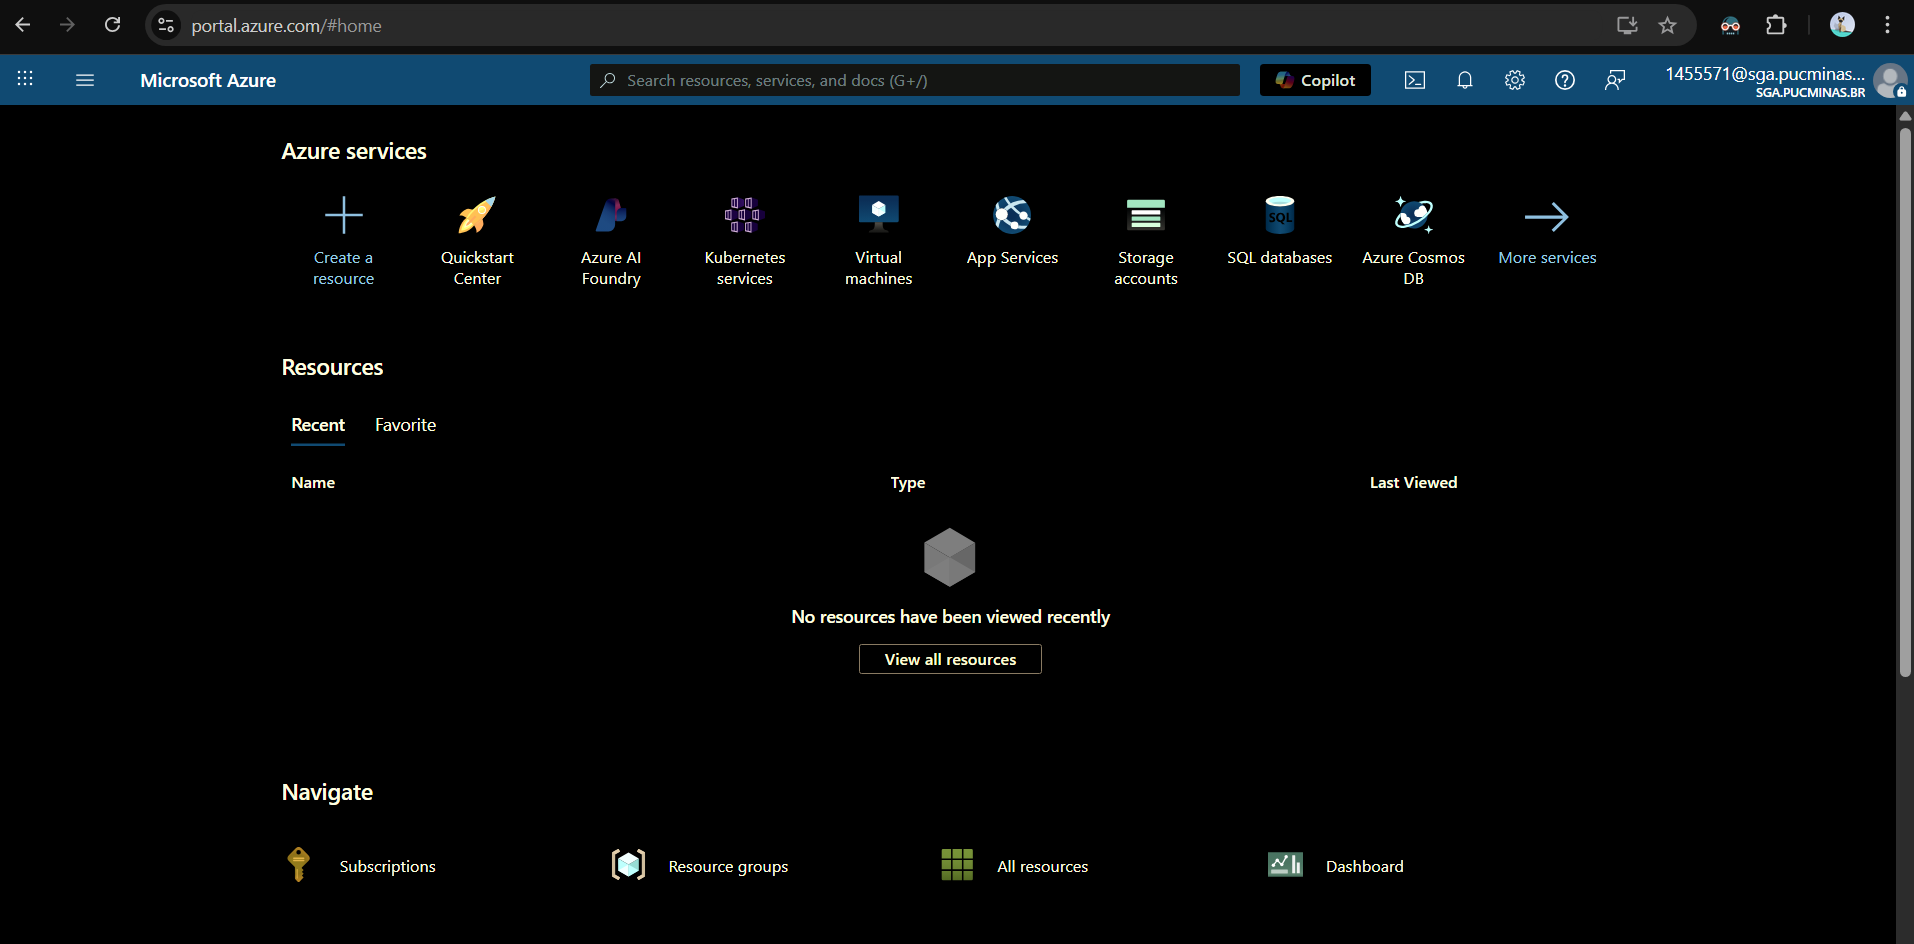 portal.azure.com/#home
Microsoft Azure
Search resources, services, and docs (G+/)
Copilot
1455571@sga.pucminas...
SGA.PUCMINAS.BR
Azure services
Create a
resource
Quickstart
Center
Azure AI
Foundry
Kubernetes
services
Virtual
machines
App Services
Storage
accounts
SQL
SQL databases
Azure Cosmos
DB
More services
Resources
Recent
Favorite
Name
Type
Last Viewed
No resources have been viewed recently
View all resources
Navigate
Subscriptions
Resource groups
All resources
Dashboard